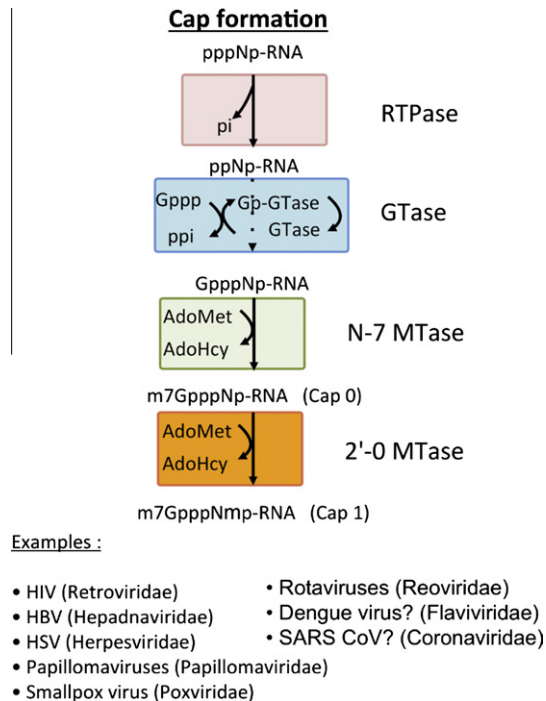 Cap formation
pppNp-RNA
pi
RTPase
ppNp-RNA
Gppp Gp-GTase
ppi GTase
GTase
GpppNp-RNA
AdoMet
AdoHcy
N-7 MTase
m7GpppNp-RNA (Cap 0)
AdoMet
AdoHcy
2'-0 MTase
m7GpppNmp-RNA (Cap 1)
Examples :
• HIV (Retroviridae)
• HBV (Hepadnaviridae)
• HSV (Herpesviridae)
• Papillomaviruses (Papillomaviridae)
• Smallpox virus (Poxviridae)
• Rotaviruses (Reoviridae)
• Dengue virus? (Flaviviridae)
• SARS CoV? (Coronaviridae)